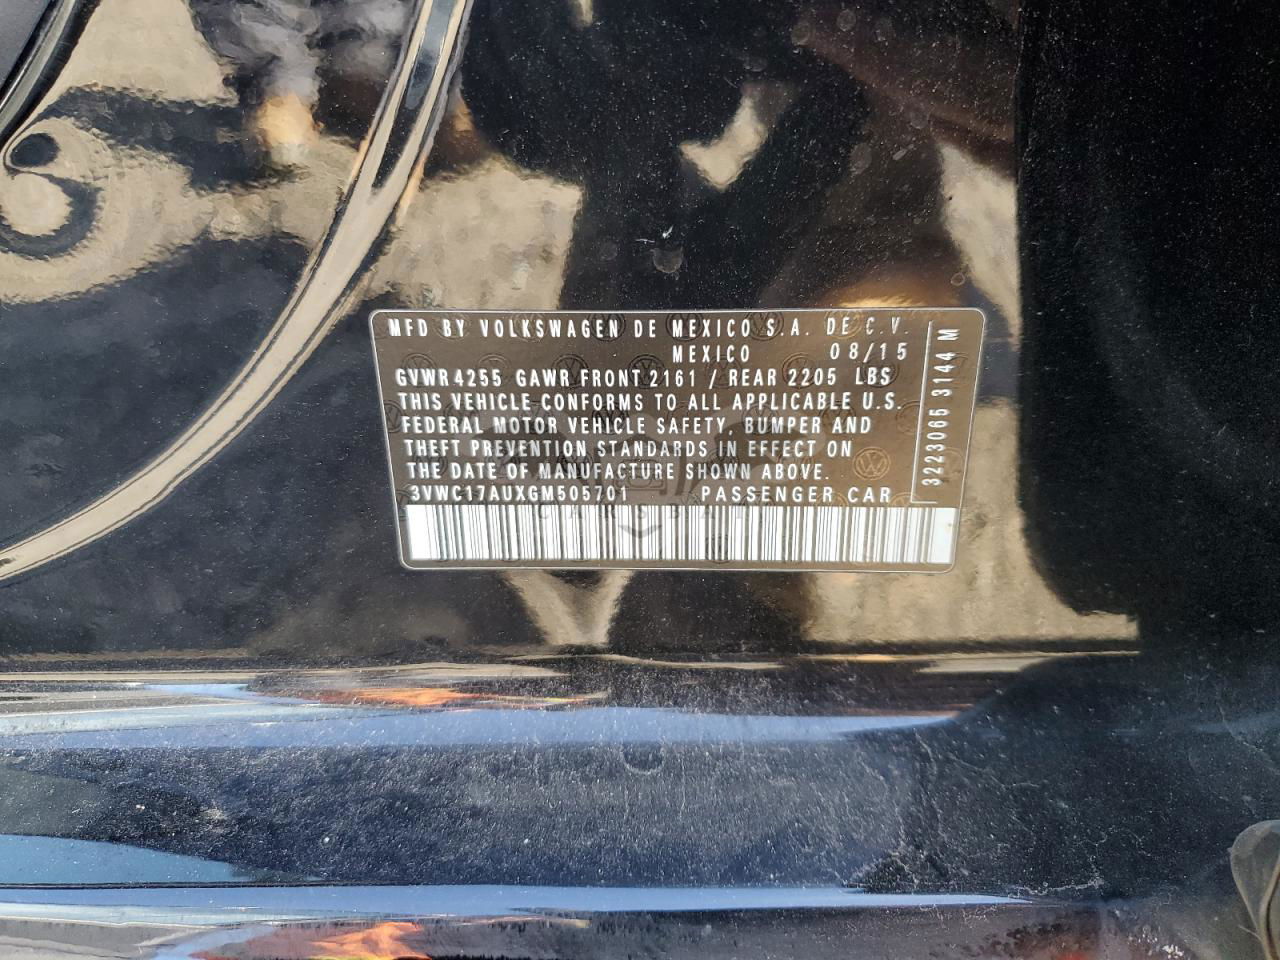 MFD BY VOLKSWAGEN DE MEXICO S.A. DE C.V.
MEXICO 08/15
GVWR 4255 GAWR FRONT 2161 / REAR 2205 LBS
THIS VEHICLE CONFORMS TO ALL APPLICABLE U.S.
FEDERAL MOTOR VEHICLE SAFETY, BUMPER AND
THEFT PREVENTION STANDARDS IN EFFECT ON
THE DATE OF MANUFACTURE SHOWN ABOVE.
3VWC17AUXGM505701 PASSENGER CAR
3223065 3144 M